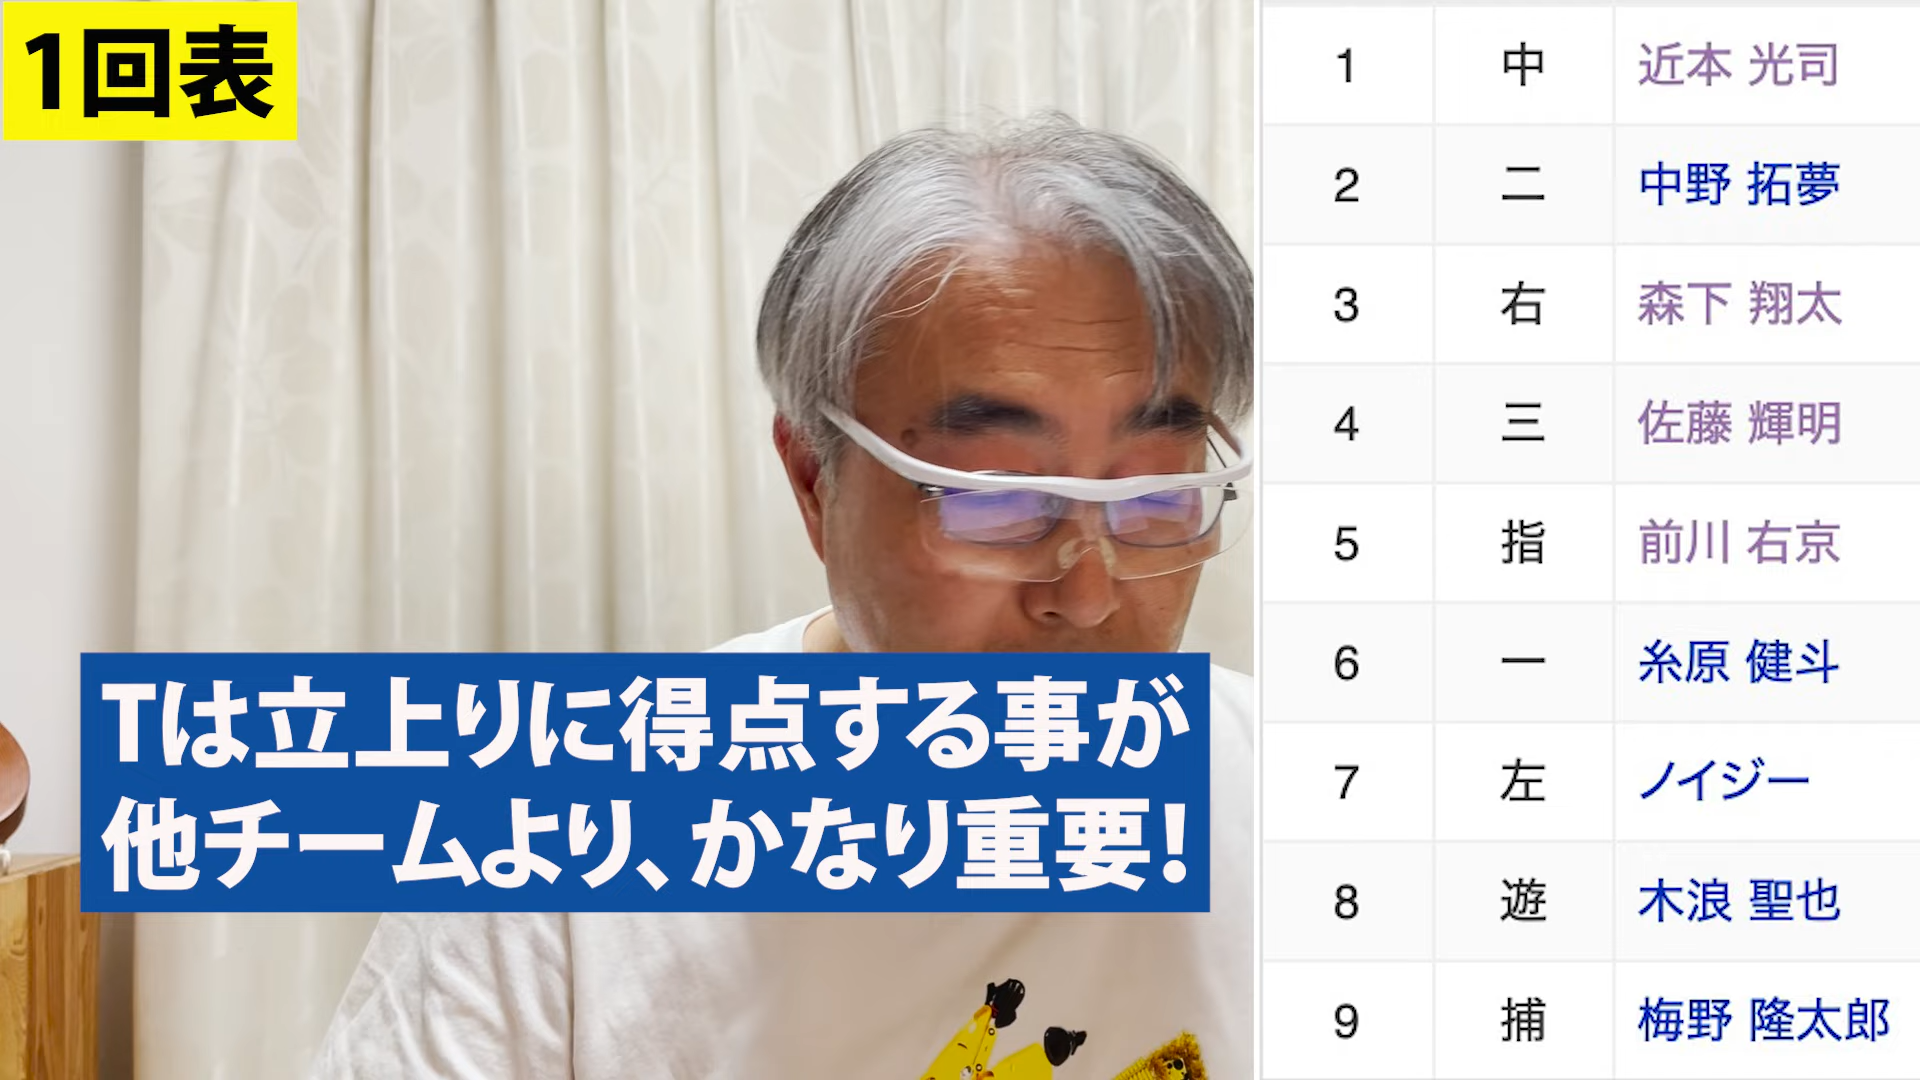 1回表
Tは立上りに得点する事が
他チームより、かなり重要!
1 中 近本 光司
2 二 中野 拓夢
3 右 森下 翔太
4 三 佐藤 輝明
5 指 前川 右京
6 一 糸原 健斗
7 左 ノイジー
8 遊 木浪 聖也
9 捕 梅野 隆太郎